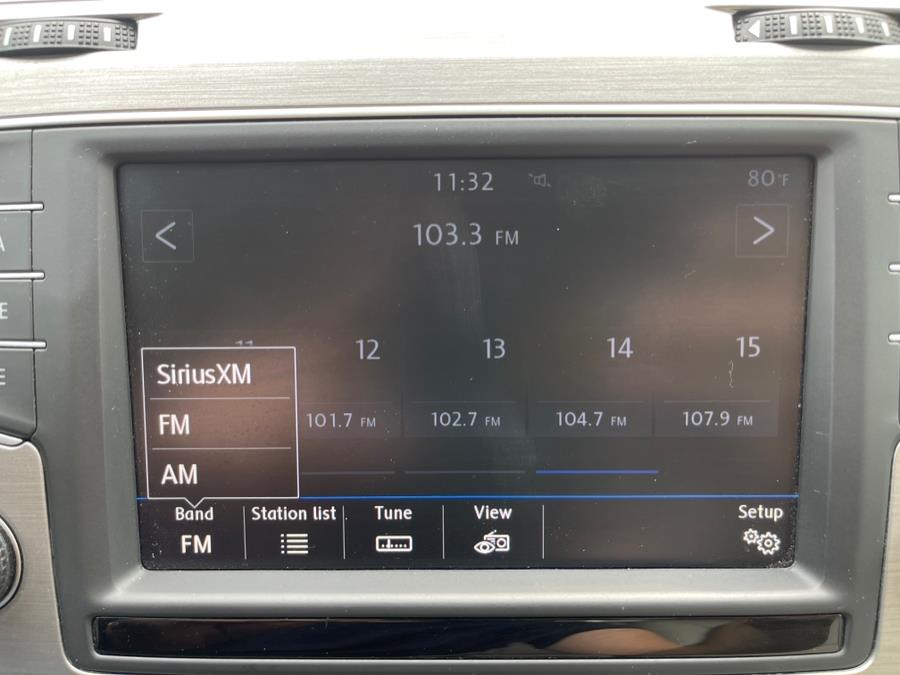 11:32
80°F
<
103.3 FM
>
12
13
14
15
SiriusXM
FM
AM
101.7 FM
102.7 FM
104.7 FM
107.9 FM
Band
FM
Station list
Tune
View
Setup
A
E
E